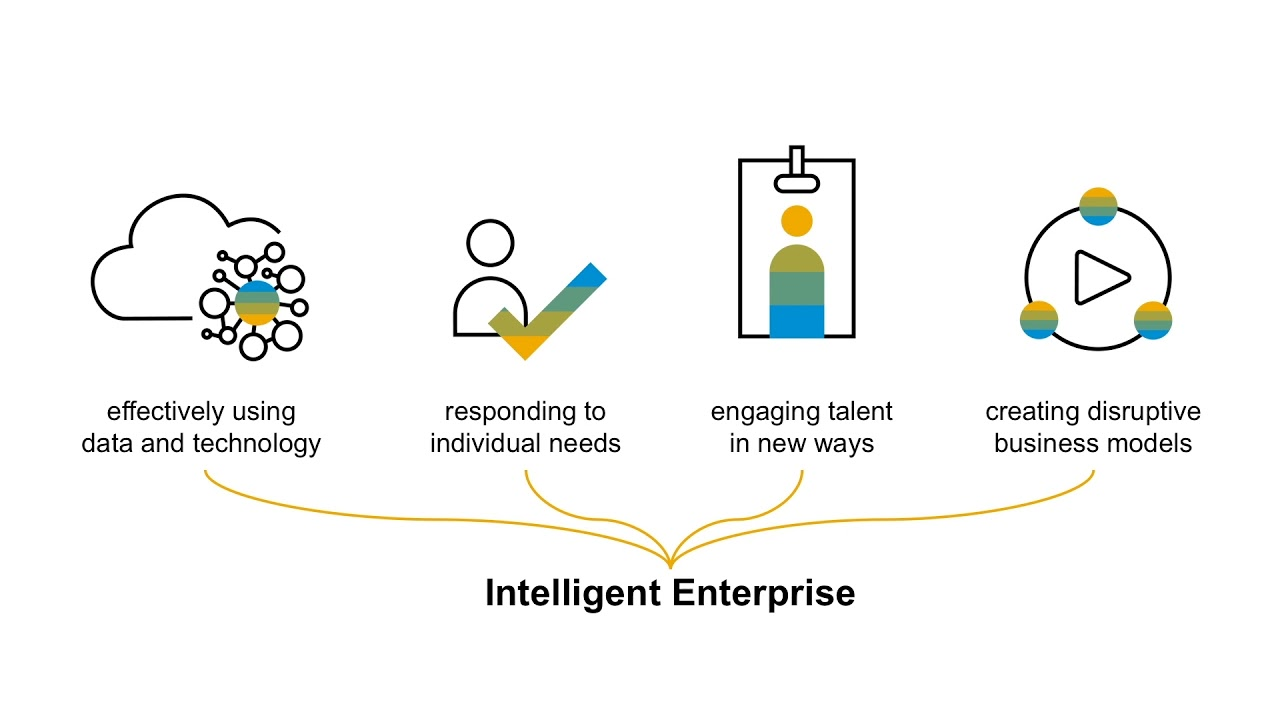 effectively using
data and technology
responding to
individual needs
engaging talent
in new ways
creating disruptive
business models
Intelligent Enterprise